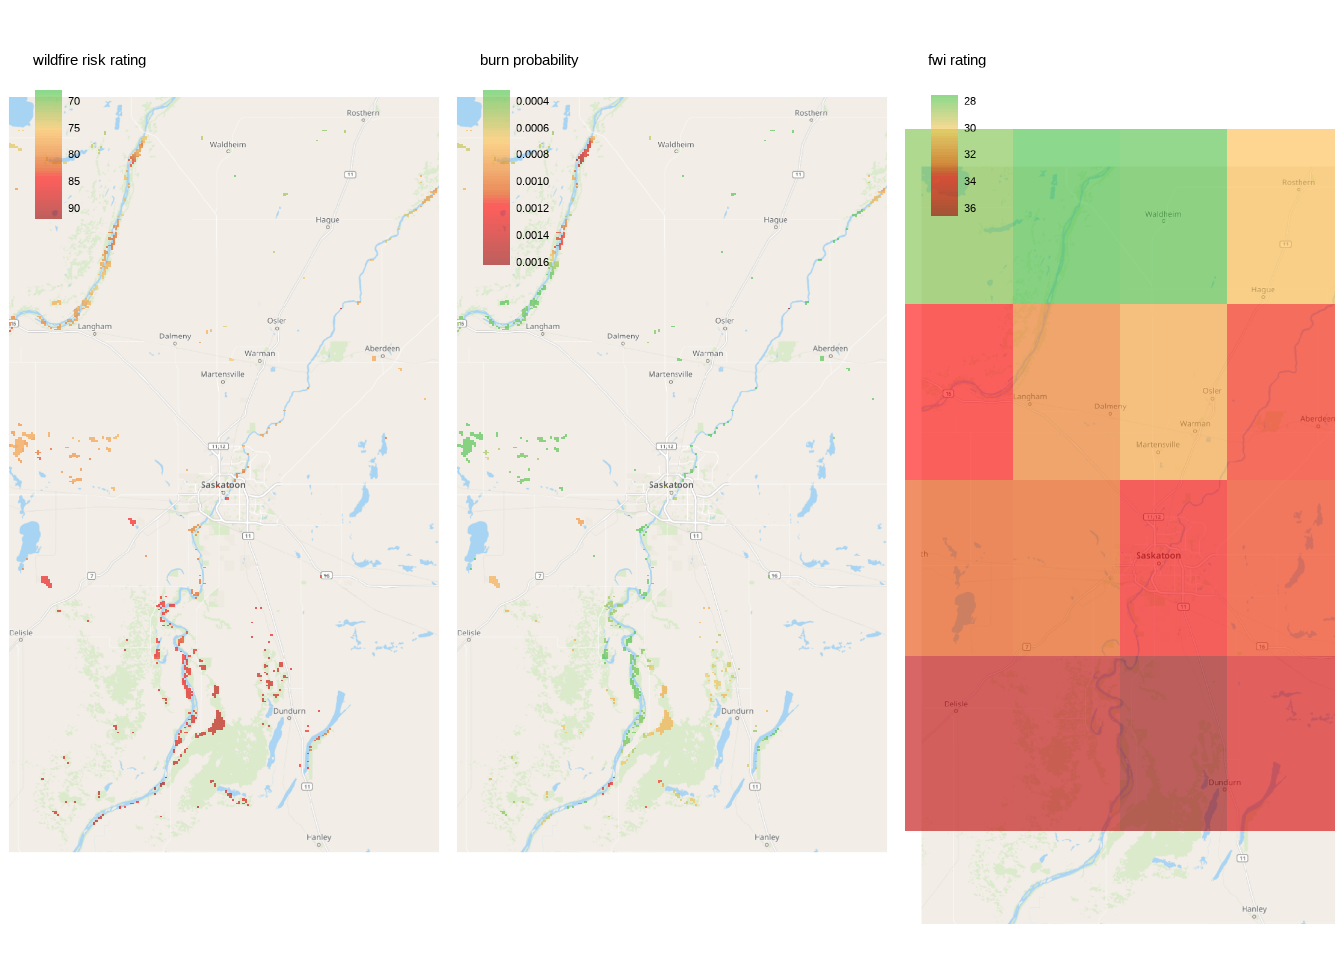 wildfire risk rating
70
75
80
85
90
Rosthern
Waldheim
11
Hague
Langham
Osler
Dalmeny
Warman
Aberdeen
Martensville
11;12
Saskatoon
11
7
16
Delisle
Dundurn
11
Hanley
burn probability
0.0004
0.0006
0.0008
0.0010
0.0012
0.0014
0.0016
Rosthern
Waldheim
11
Hague
16
Langham
Osler
Dalmeny
Warman
Aberdeen
Martensville
11;12
Saskatoon
11
7
16
Delisle
Dundurn
11
Hanley
fwi rating
28
30
32
34
36
Rosthern
Waldheim
11
Hague
16
Langham
Osler
Dalmeny
Warman
Aberdeen
Martensville
11;12
Saskatoon
11
7
16
Delisle
Dundurn
11
Hanley